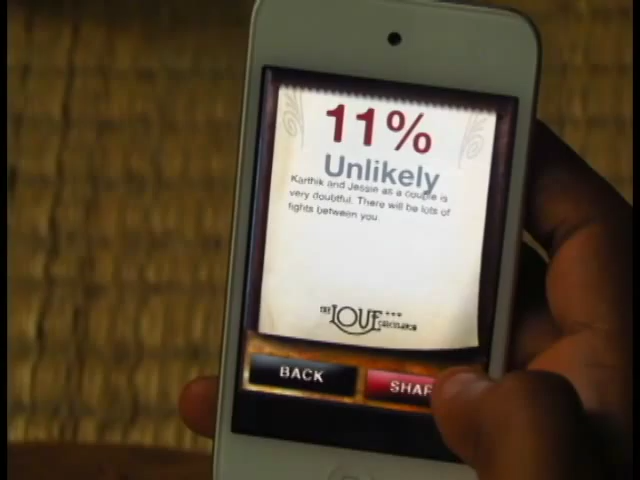 11%
Unlikely
Karthik and Jessie as a couple is
very doubtful. There will be lots of
fights between you.
THE LOVE
BACK
SHAR